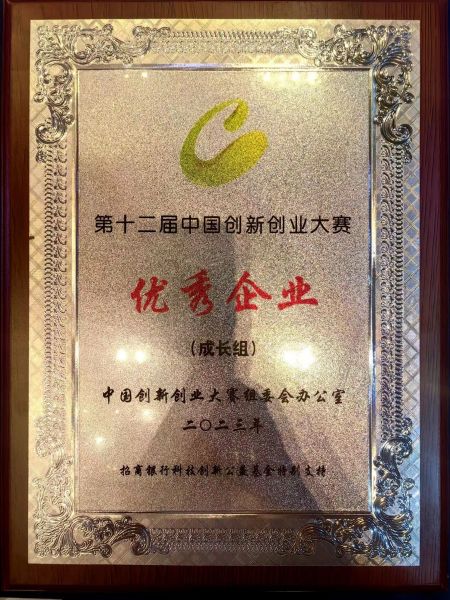 第十二届中国创新创业大赛
优秀企业
(成长组)
中国创新创业大赛组委会办公室
二〇二三年
招商银行科技创新公益基金特别支持